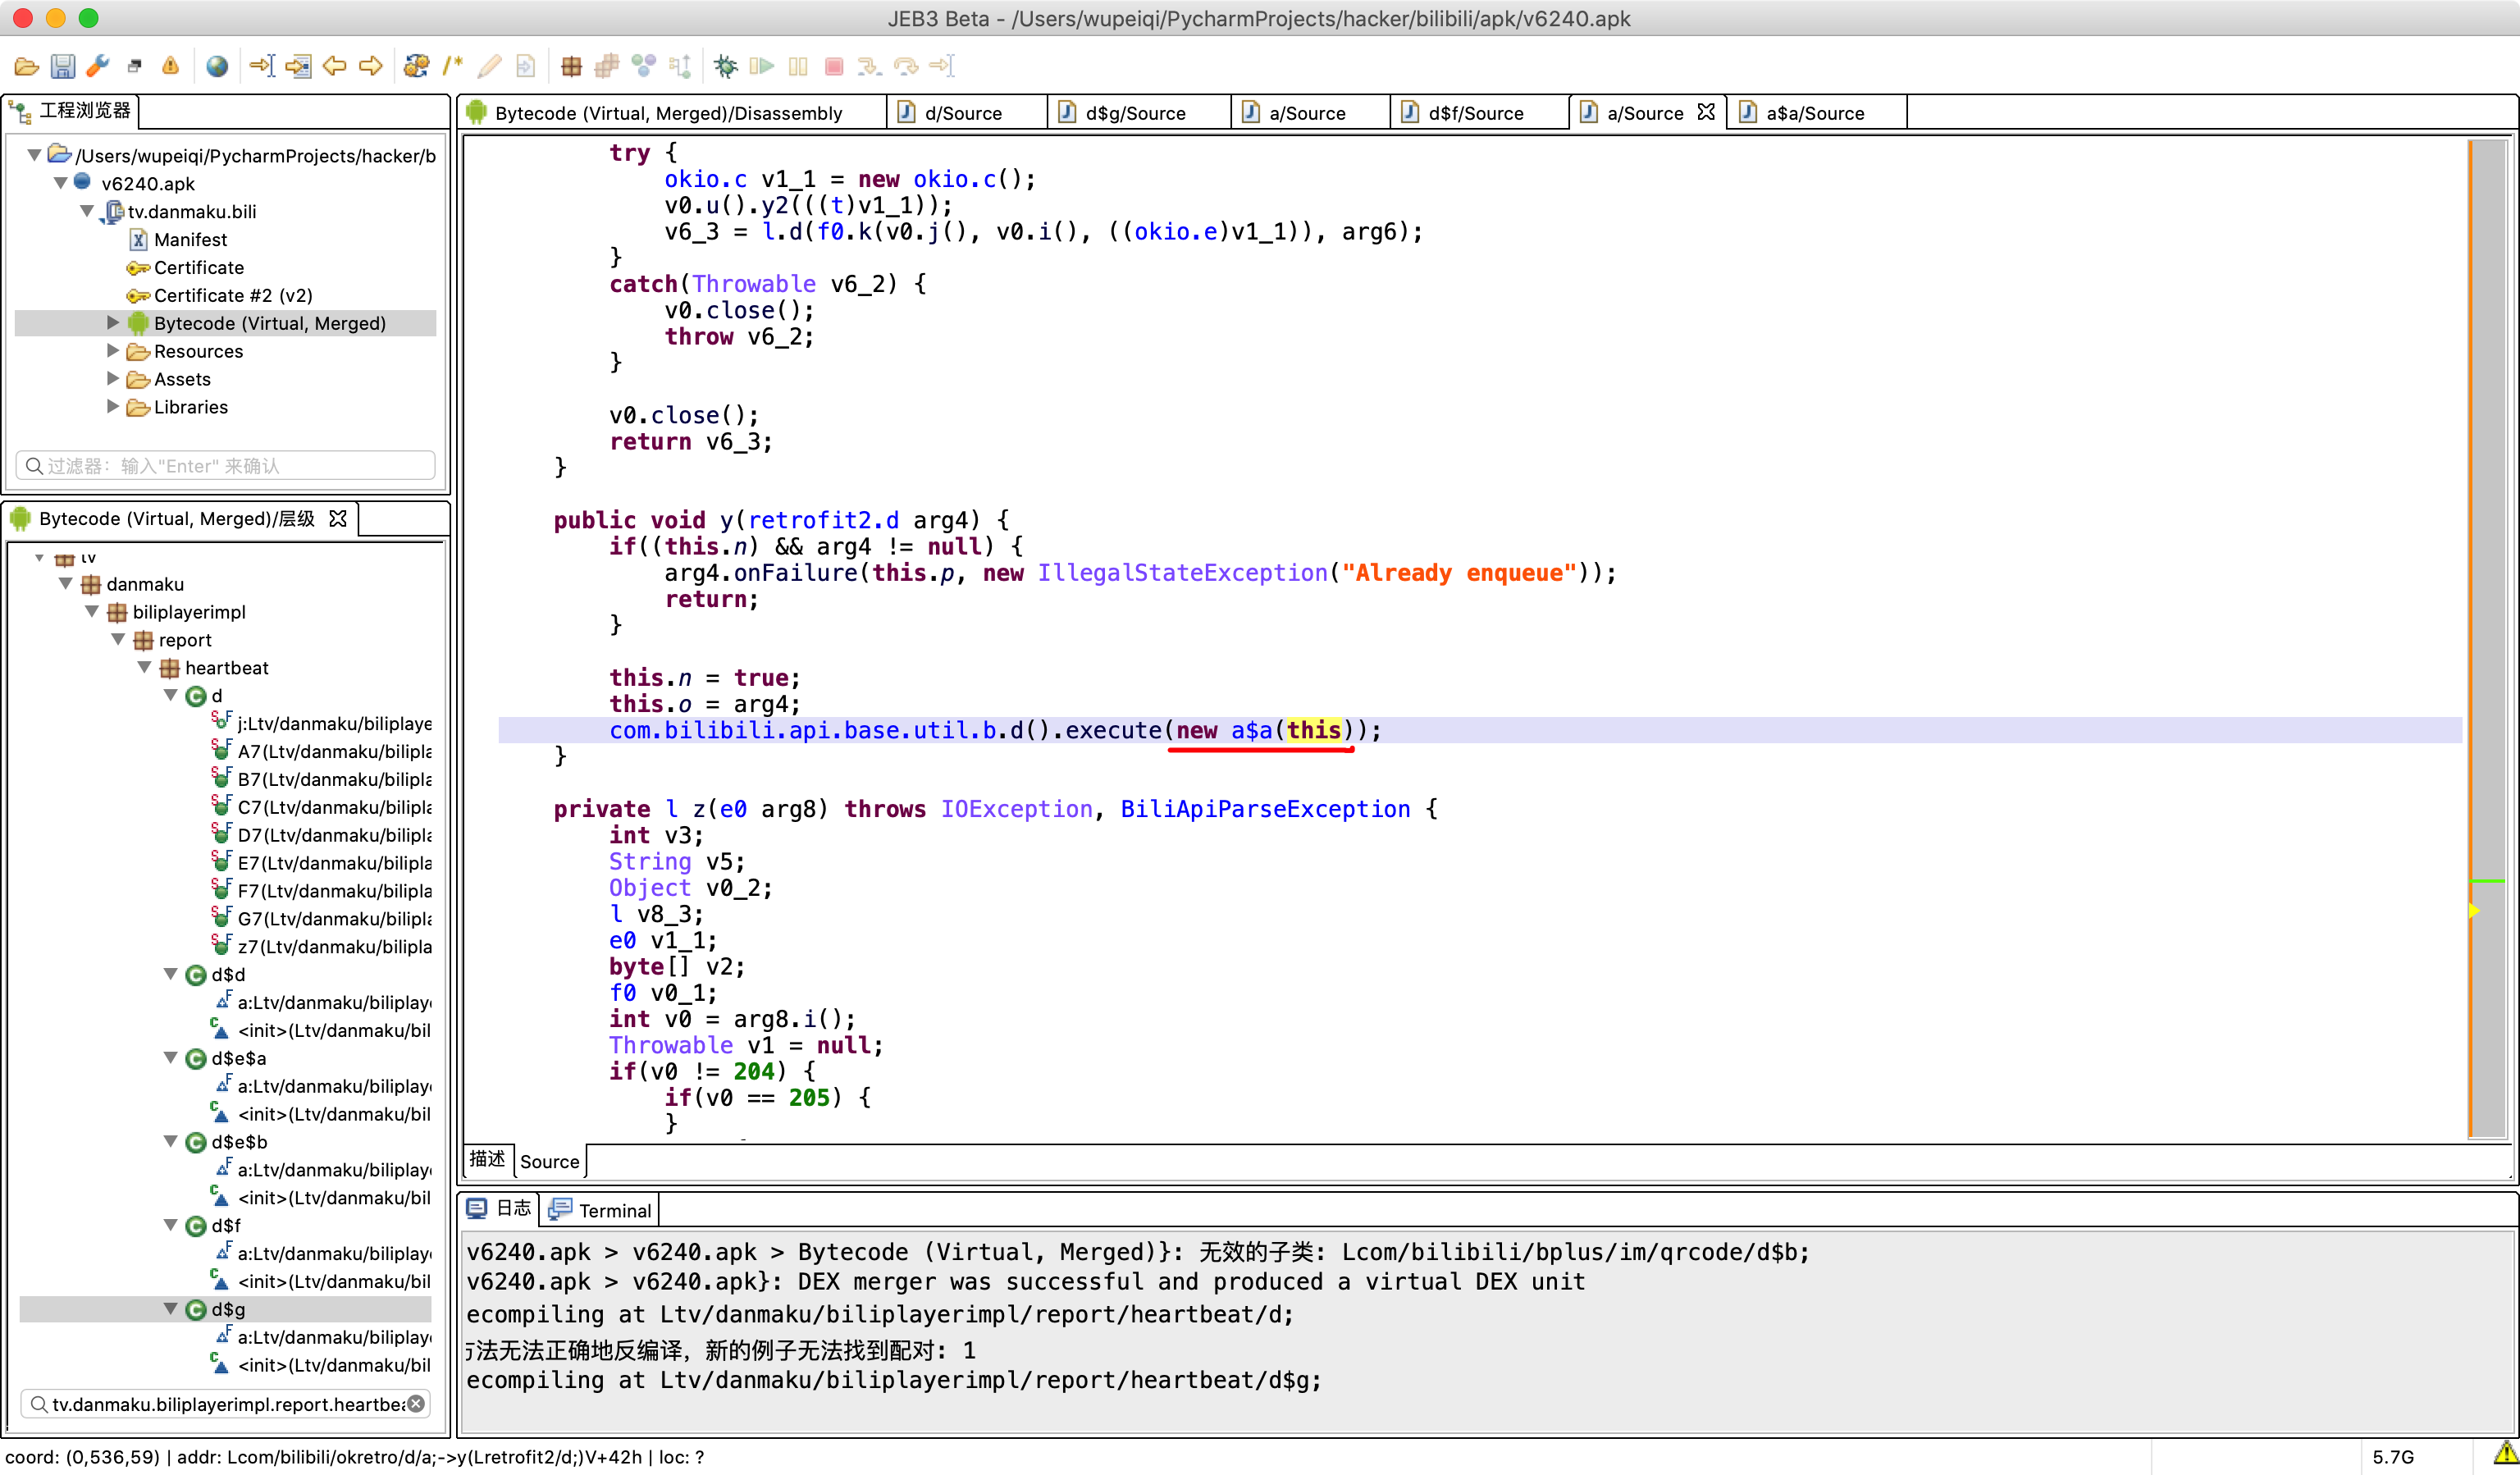 JEB3 Beta - /Users/wupeiqi/PycharmProjects/hacker/bilibili/apk/v6240.apk
工程浏览器
/Users/wupeiqi/PycharmProjects/hacker/b
v6240.apk
tv.danmaku.bili
Manifest
Certificate
Certificate #2 (v2)
Bytecode (Virtual, Merged)
Resources
Assets
Libraries
过滤器: 输入"Enter" 来确认
Bytecode (Virtual, Merged)/层级
tv
danmaku
biliplayerimpl
report
heartbeat
d
j:Ltv/danmaku/biliplaye
A7(Ltv/danmaku/bilipla
B7(Ltv/danmaku/bilipla
C7(Ltv/danmaku/bilipla
D7(Ltv/danmaku/bilipla
E7(Ltv/danmaku/bilipla
F7(Ltv/danmaku/bilipla
G7(Ltv/danmaku/bilipla
z7(Ltv/danmaku/bilipla
d$d
a:Ltv/danmaku/biliplay
<init>(Ltv/danmaku/bil
d$e$a
a:Ltv/danmaku/biliplay
<init>(Ltv/danmaku/bil
d$e$b
a:Ltv/danmaku/biliplay
<init>(Ltv/danmaku/bil
d$f
a:Ltv/danmaku/biliplay
<init>(Ltv/danmaku/bil
d$g
a:Ltv/danmaku/biliplay
<init>(Ltv/danmaku/bil
tv.danmaku.biliplayerimpl.report.heartbea
Bytecode (Virtual, Merged)/Disassembly d/Source d$g/Source a/Source d$f/Source a/Source a$a/Source
try {
okio.c v1_1 = new okio.c();
v0.u().y2(((t)v1_1));
v6_3 = l.d(f0.k(v0.j(), v0.i(), ((okio.e)v1_1)), arg6);
}
catch(Throwable v6_2) {
v0.close();
throw v6_2;
}
v0.close();
return v6_3;
}
public void y(retrofit2.d arg4) {
if((this.n) && arg4 != null) {
arg4.onFailure(this.p, new IllegalStateException("Already enqueue"));
return;
}
this.n = true;
this.o = arg4;
com.bilibili.api.base.util.b.d().execute(new a$a(this));
}
private l z(e0 arg8) throws IOException, BiliApiParseException {
int v3;
String v5;
Object v0_2;
l v8_3;
e0 v1_1;
byte[] v2;
f0 v0_1;
int v0 = arg8.i();
Throwable v1 = null;
if(v0 != 204) {
if(v0 == 205) {
}
描述 Source
日志 Terminal
v6240.apk > v6240.apk > Bytecode (Virtual, Merged)}: 无效的子类: Lcom/bilibili/bplus/im/qrcode/d$b;
v6240.apk > v6240.apk}: DEX merger was successful and produced a virtual DEX unit
ecompiling at Ltv/danmaku/biliplayerimpl/report/heartbeat/d;
方法无法正确地反编译，新的例子无法找到配对: 1
ecompiling at Ltv/danmaku/biliplayerimpl/report/heartbeat/d$g;
coord: (0,536,59) | addr: Lcom/bilibili/okretro/d/a;->y(Lretrofit2/d;)V+42h | loc: ?
5.7G